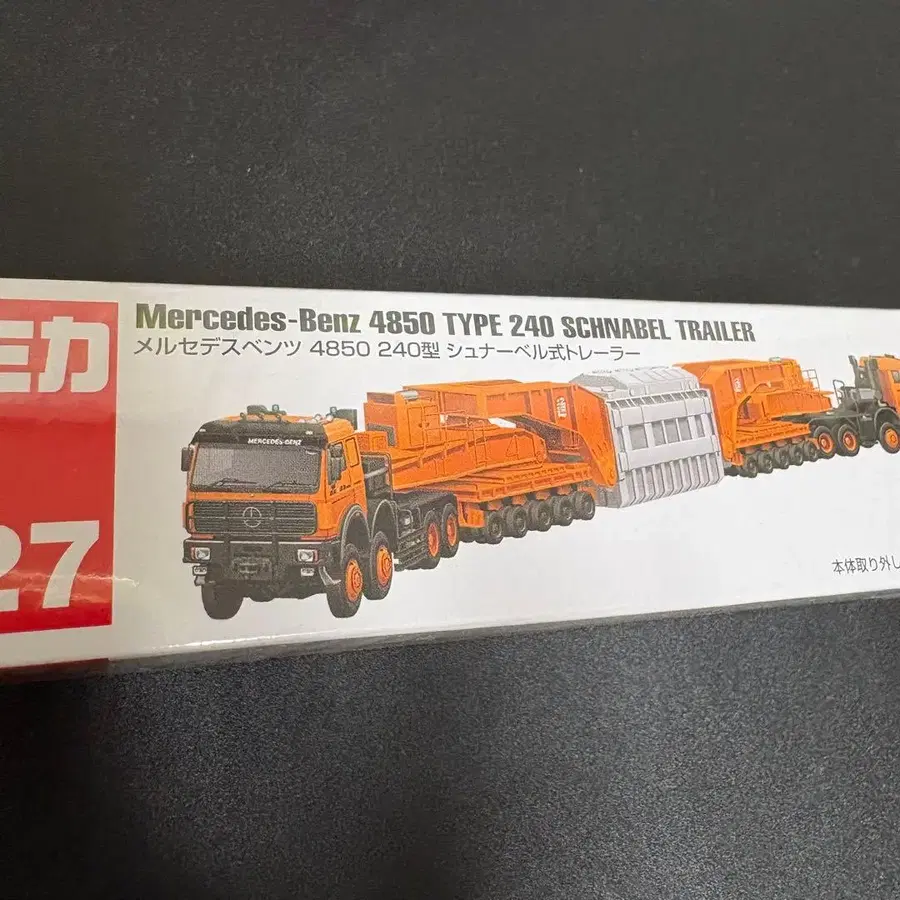 ミカ
27
Mercedes-Benz 4850 TYPE 240 SCHNABEL TRAILER
メルセデスベンツ 4850 240型 シュナーベル式トレーラー
MERCEDES-BENZ
本体取り外し